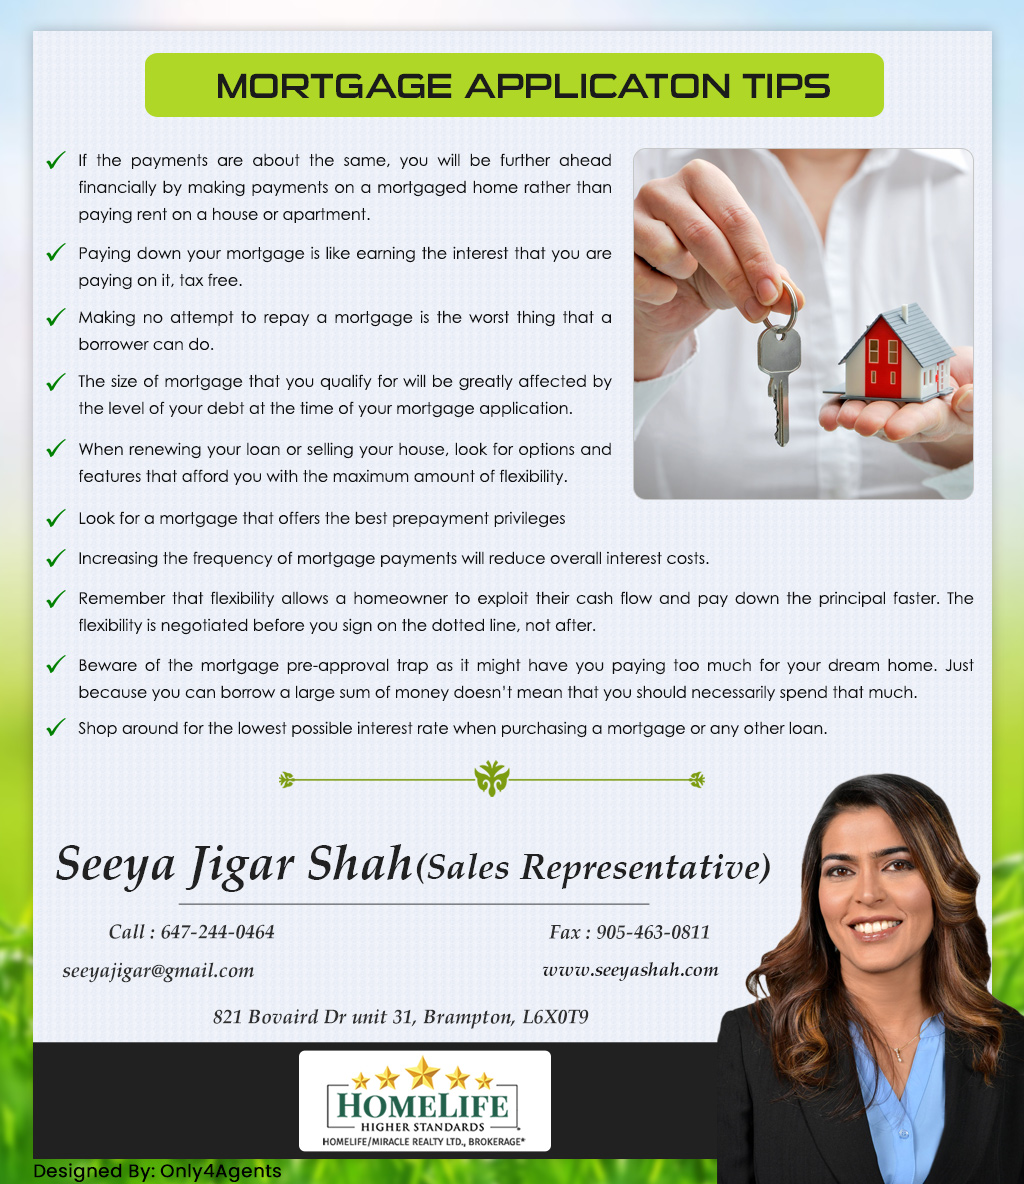 MORTGAGE APPLICATON TIPS
If the payments are about the same, you will be further ahead
financially by making payments on a mortgaged home rather than
paying rent on a house or apartment.
Paying down your mortgage is like earning the interest that you are
paying on it, tax free.
Making no attempt to repay a mortgage is the worst thing that a
borrower can do.
The size of mortgage that you qualify for will be greatly affected by
the level of your debt at the time of your mortgage application.
When renewing your loan or selling your house, look for options and
features that afford you with the maximum amount of flexibility.
Look for a mortgage that offers the best prepayment privileges
Increasing the frequency of mortgage payments will reduce overall interest costs.
Remember that flexibility allows a homeowner to exploit their cash flow and pay down the principal faster. The
flexibility is negotiated before you sign on the dotted line, not after.
Beware of the mortgage pre-approval trap as it might have you paying too much for your dream home. Just
because you can borrow a large sum of money doesn't mean that you should necessarily spend that much.
Shop around for the lowest possible interest rate when purchasing a mortgage or any other loan.
Seeya Jigar Shah(Sales Representative)
Call : 647-244-0464
Fax : 905-463-0811
seeyajigar@gmail.com
www.seeyashah.com
821 Bovaird Dr unit 31, Brampton, L6X0T9
HOMELIFE
HIGHER STANDARDS
HOMELIFE/MIRACLE REALTY LTD., BROKERAGE*
Designed By: Only4Agents